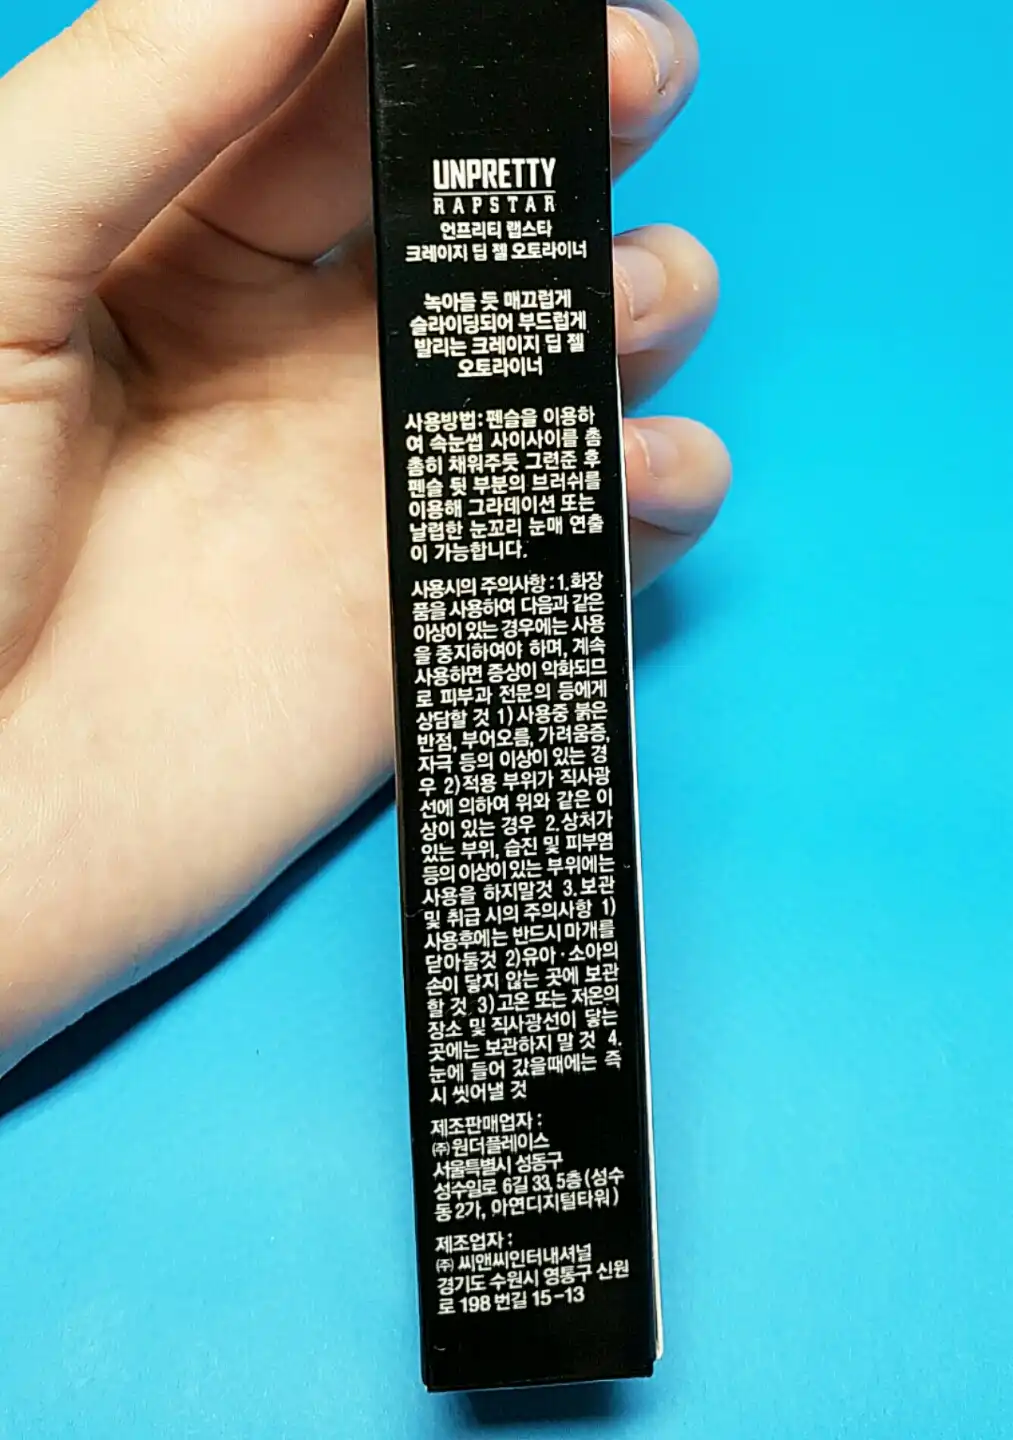 UNPRETTY
RAPSTAR
언프리티 랩스타
크레이지 딥 젤 오토라이너
녹아들 듯 매끄럽게
슬라이딩되어 부드럽게
발리는 크레이지 딥 젤
오토라이너
사용방법:펜슬을 이용하
여 속눈썹 사이사이를 촘
촘히 채워주듯 그련준 후
펜슬 뒷 부분의 브러쉬를
이용해 그라데이션 또는
날렵한 눈꼬리 눈매 연출
이 가능합니다.
사용시의 주의사항:1.화장
품을 사용하여 다음과 같은
이상이 있는 경우에는 사용
을 중지하여야 하며, 계속
사용하면 증상이 악화되므
로 피부과 전문의 등에게
상담할 것 1)사용중 붉은
반점, 부어오름, 가려움증,
자극 등의 이상이 있는 경
우 2)적용 부위가 직사광
선에 의하여 위와 같은 이
상이 있는 경우 2.상처가
있는 부위, 습진 및 피부염
등의 이상이 있는 부위에는
사용을 하지말것 3.보관
및 취급 시의 주의사항 1)
사용후에는 반드시 마개를
닫아둘것 2)유아·소아의
손이 닿지 않는 곳에 보관
할 것 3)고온 또는 저온의
장소 및 직사광선이 닿는
곳에는 보관하지 말 것 4.
눈에 들어 갔을때에는 즉
시 씻어낼 것
제조판매업자 :
㈜원더플레이스
서울특별시 성동구
성수일로 6길 33, 5층(성수
동2가, 아연디지털타워)
제조업자 :
㈜ 씨앤씨인터내셔널
경기도 수원시 영통구 신원
로 198 번길 15-13